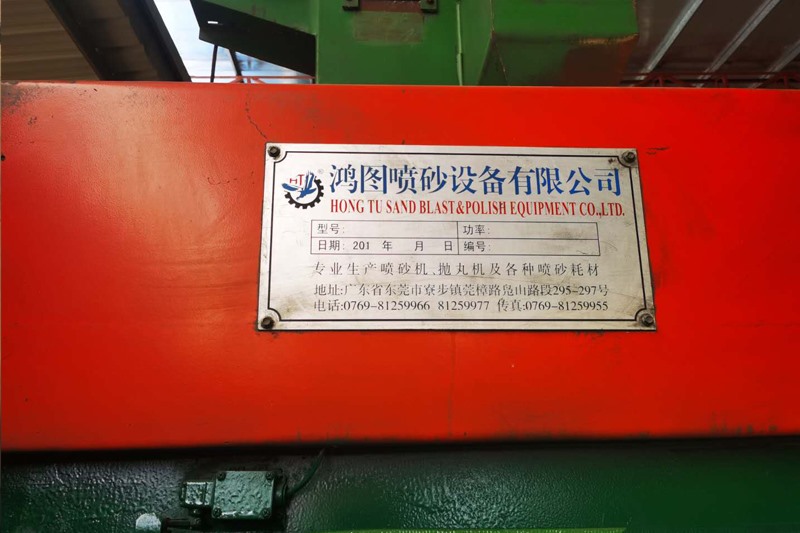 HT
鸿图喷砂设备有限公司
HONG TU SAND BLAST&POLISH EQUIPMENT CO.,LTD.
型号: 功率:
日期: 201 年 月 日 编号:
专业生产喷砂机、抛丸机及各种喷砂耗材
地址:广东省东莞市寮步镇莞樟路凫山路段295-297号
电话:0769-81259966 81259977 传真:0769-81259955